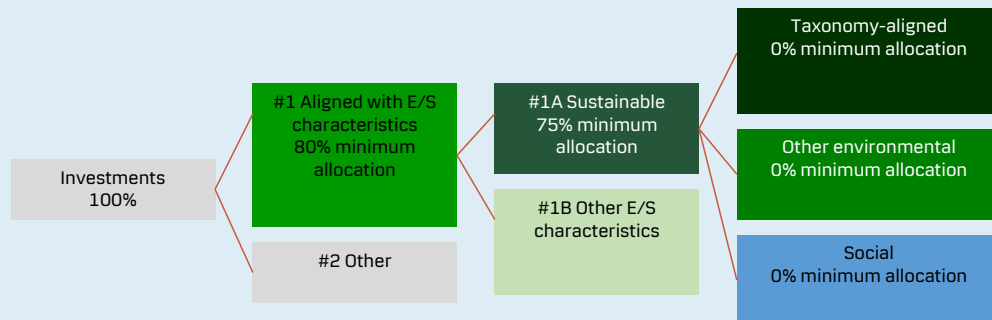 Investments
100%
#1 Aligned with E/S
characteristics
80% minimum
allocation
#2 Other
#1A Sustainable
75% minimum
allocation
#1B Other E/S
characteristics
Taxonomy-aligned
0% minimum allocation
Other environmental
0% minimum allocation
Social
0% minimum allocation